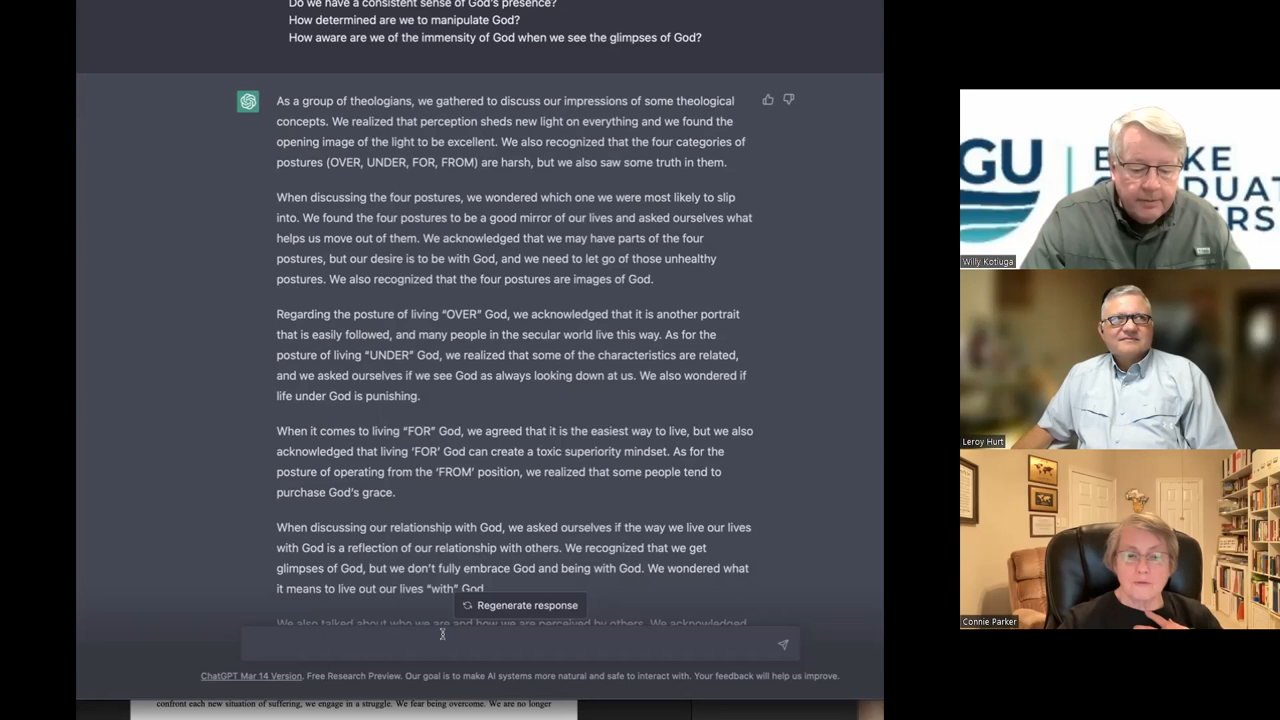 Do we have a consistent sense of God's presence?
How determined are we to manipulate God?
How aware are we of the immensity of God when we see the glimpses of God?
As a group of theologians, we gathered to discuss our impressions of some theological
concepts. We realized that perception sheds new light on everything and we found the
opening image of the light to be excellent. We also recognized that the four categories of
postures (OVER, UNDER, FOR, FROM) are harsh, but we also saw some truth in them.
When discussing the four postures, we wondered which one we were most likely to slip
into. We found the four postures to be a good mirror of our lives and asked ourselves what
helps us move out of them. We acknowledged that we may have parts of the four
postures, but our desire is to be with God, and we need to let go of those unhealthy
postures. We also recognized that the four postures are images of God.
Regarding the posture of living “OVER” God, we acknowledged that it is another portrait
that is easily followed, and many people in the secular world live this way. As for the
posture of living “UNDER” God, we realized that some of the characteristics are related,
and we asked ourselves if we see God as always looking down at us. We also wondered if
life under God is punishing.
When it comes to living “FOR” God, we agreed that it is the easiest way to live, but we also
acknowledged that living ‘FOR’ God can create a toxic superiority mindset. As for the
posture of operating from the ‘FROM’ position, we realized that some people tend to
purchase God’s grace.
When discussing our relationship with God, we asked ourselves if the way we live our lives
with God is a reflection of our relationship with others. We recognized that we get
glimpses of God, but we don’t fully embrace God and being with God. We wondered what
it means to live out our lives “with” God.
Regenerate response
We also talked about who we are and how we are perceived by others. We acknowledged
ChatGPT Mar 14 Version. Free Research Preview. Our goal is to make AI systems more natural and safe to interact with. Your feedback will help us improve.
confront each new situation of suffering, we engage in a struggle. We fear being overcome. We are no longer
GU
Willy Kotiuga
Leroy Hurt
Connie Parker